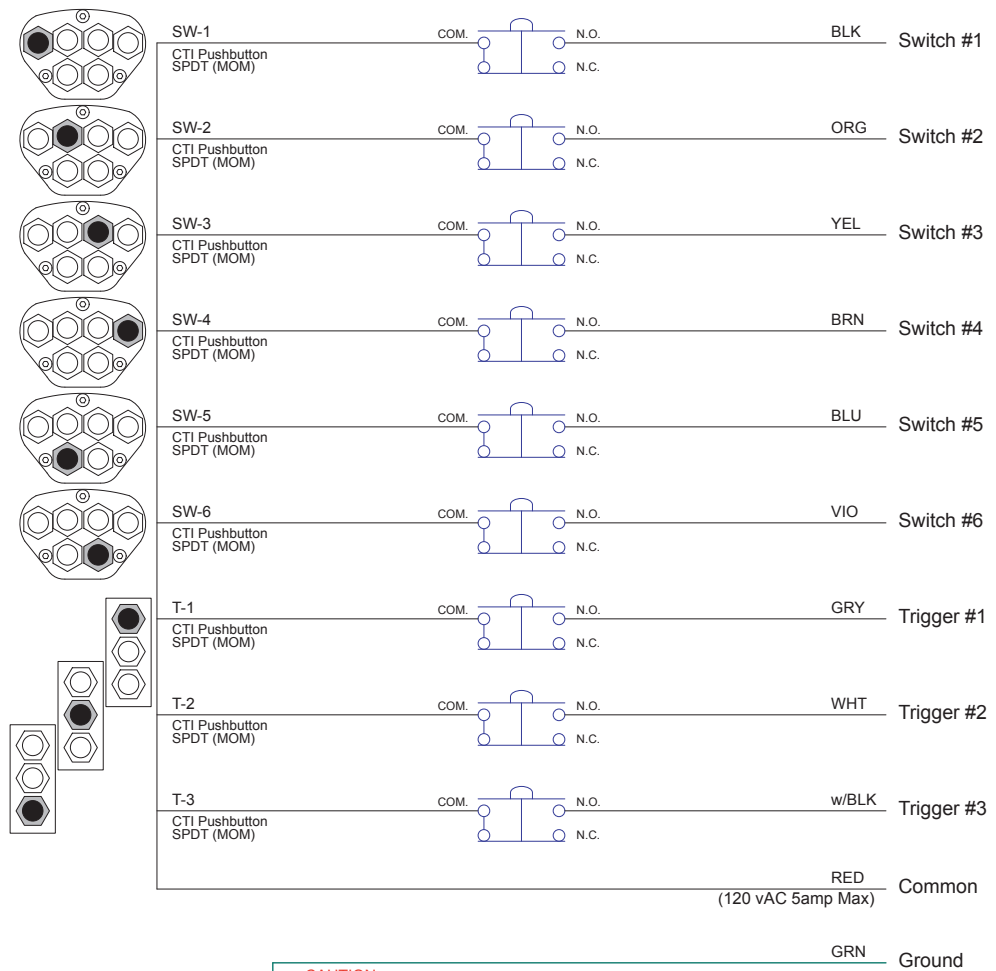 SW-1 COM. N.O. BLK Switch #1
CTI Pushbutton
SPDT (MOM) N.C.
SW-2 COM. N.O. ORG Switch #2
CTI Pushbutton
SPDT (MOM) N.C.
SW-3 COM. N.O. YEL Switch #3
CTI Pushbutton
SPDT (MOM) N.C.
SW-4 COM. N.O. BRN Switch #4
CTI Pushbutton
SPDT (MOM) N.C.
SW-5 COM. N.O. BLU Switch #5
CTI Pushbutton
SPDT (MOM) N.C.
SW-6 COM. N.O. VIO Switch #6
CTI Pushbutton
SPDT (MOM) N.C.
T-1 COM. N.O. GRY Trigger #1
CTI Pushbutton
SPDT (MOM) N.C.
T-2 COM. N.O. WHT Trigger #2
CTI Pushbutton
SPDT (MOM) N.C.
T-3 COM. N.O. w/BLK Trigger #3
CTI Pushbutton
SPDT (MOM) N.C.
RED Common
(120 vAC 5amp Max)
GRN Ground
CAUTION